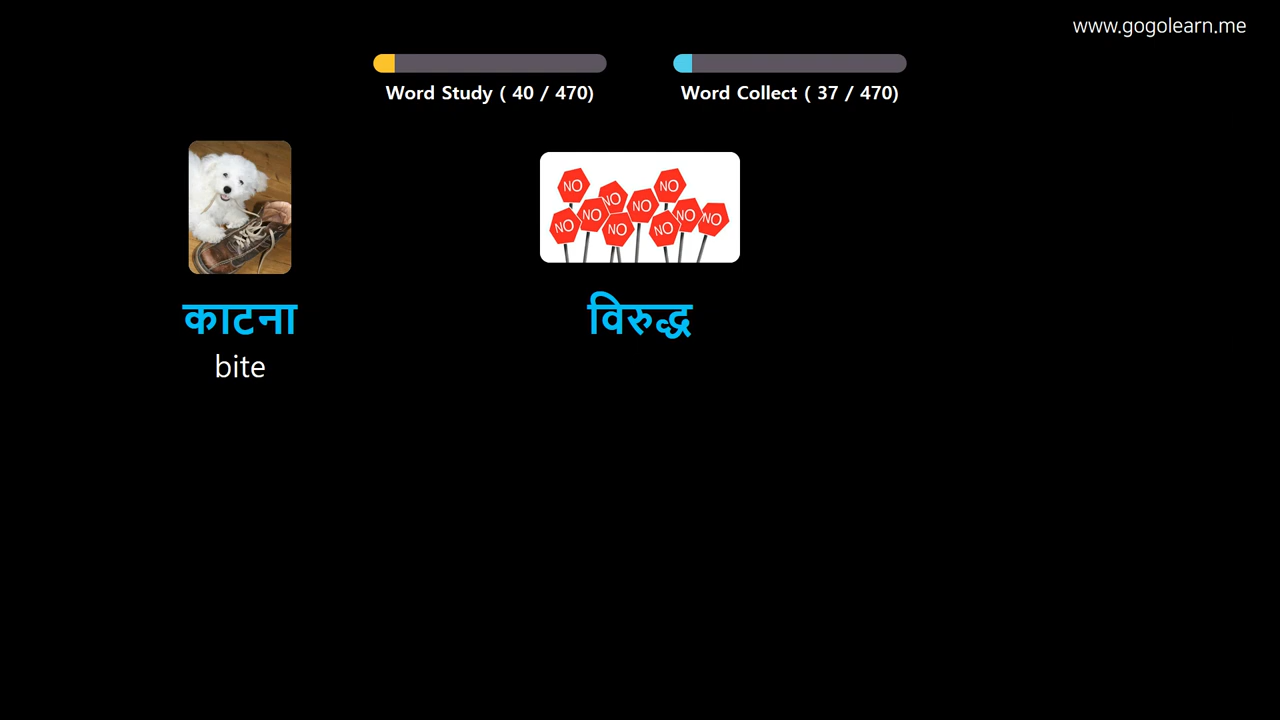 www.gogolearn.me
Word Study ( 40 / 470)
Word Collect ( 37 / 470)
NO
NO
NO
NO
NO
NO
NO
NO
NO
NO
काटना
विरुद्ध
bite